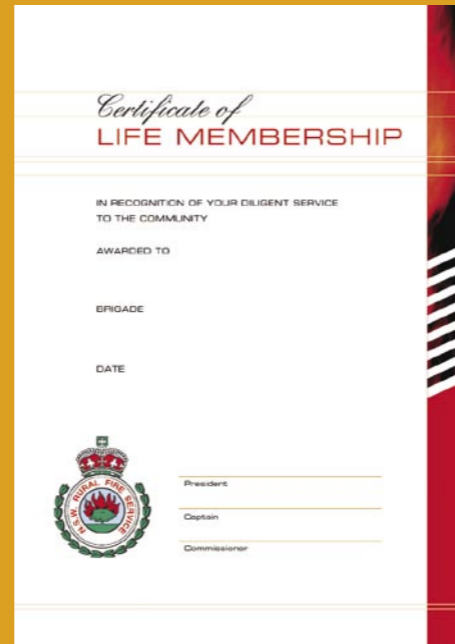 Certificate of
LIFE MEMBERSHIP
IN RECOGNITION OF YOUR DILIGENT SERVICE
TO THE COMMUNITY
AWARDED TO
BRIGADE
DATE
N.S.W. RURAL FIRE SERVICE
President
Captain
Commissioner